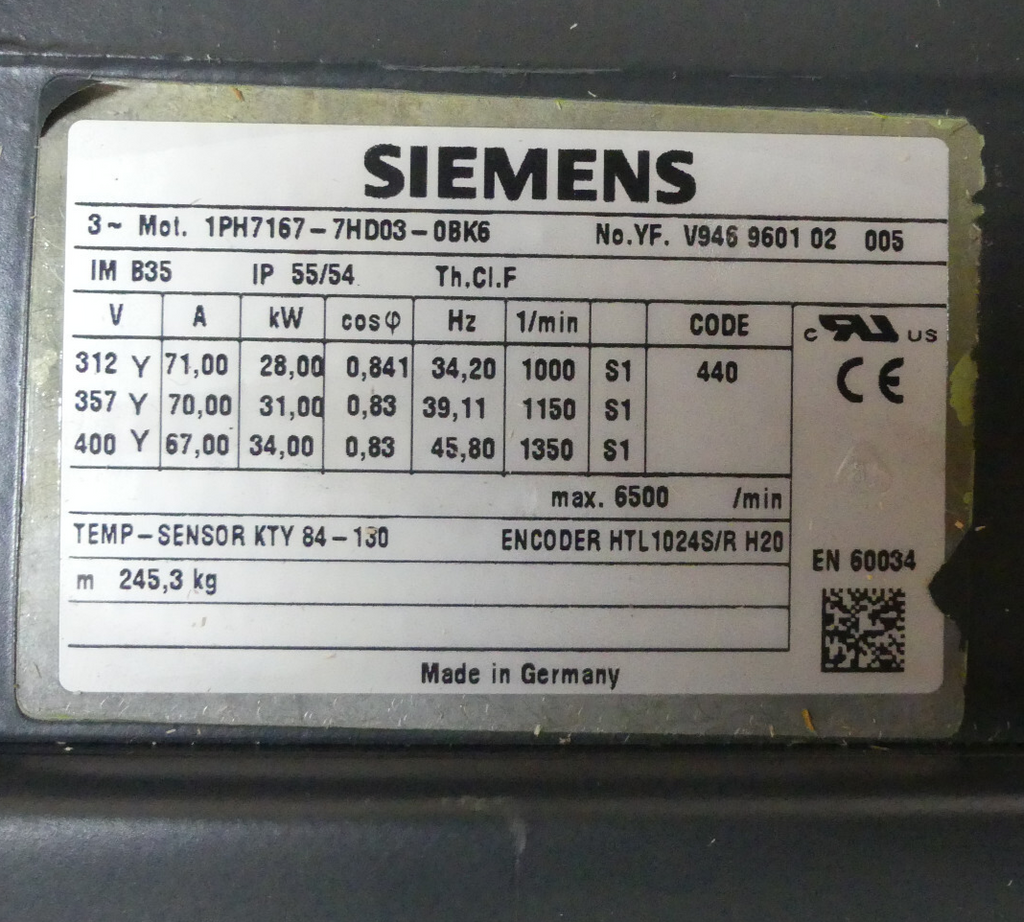 SIEMENS
3~ Mot. 1PH7167-7HD03-0BK6 No.YF. V946 9601 02 005
IM B35 IP 55/54 Th.Cl.F
V A kW cosφ Hz 1/min CODE
312 Y 71,00 28,00 0,841 34,20 1000 S1 440
357 Y 70,00 31,00 0,83 39,11 1150 S1
400 Y 67,00 34,00 0,83 45,80 1350 S1
c RU US
CE
max. 6500 /min
TEMP-SENSOR KTY 84-130 ENCODER HTL1024S/R H20
EN 60034
m 245,3 kg
Made in Germany